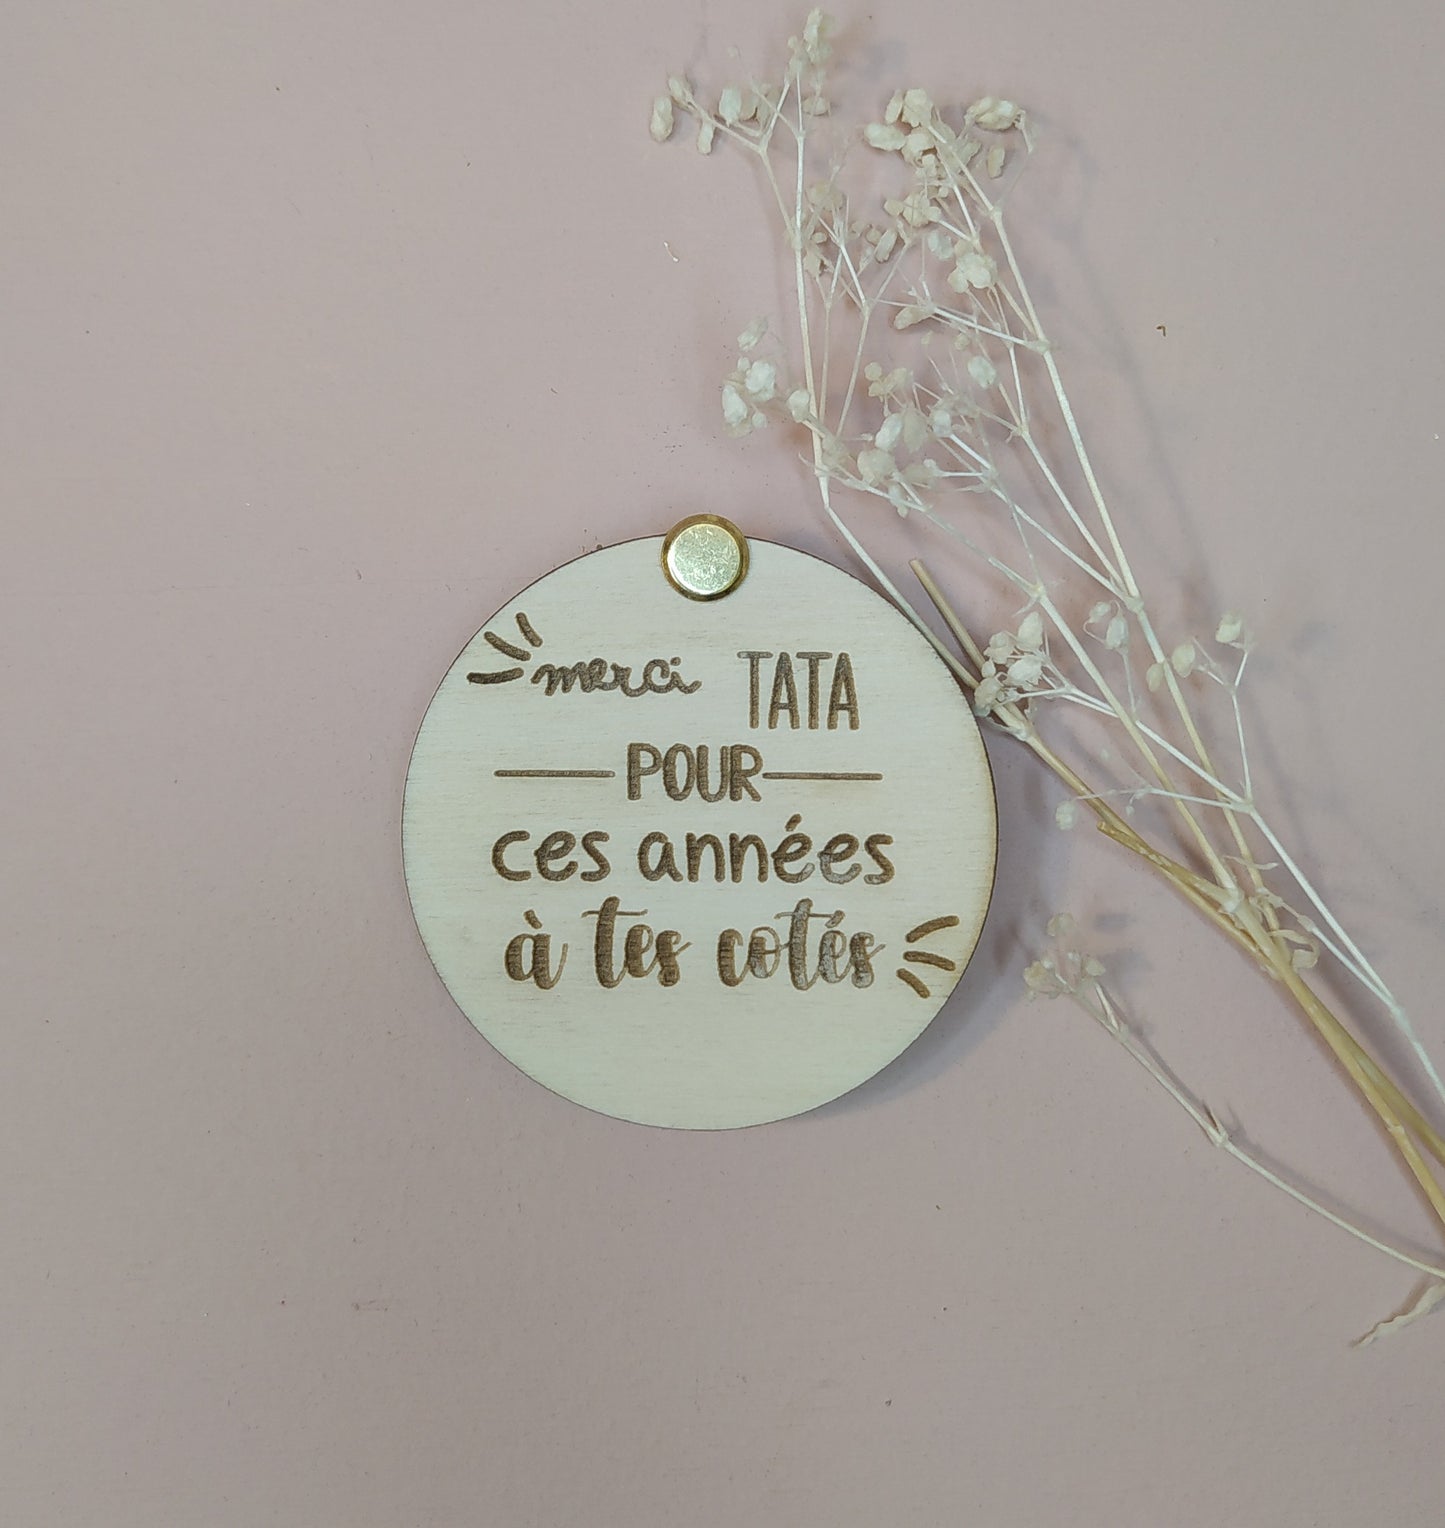 merci TATA
POUR
ces années
à tes cotés